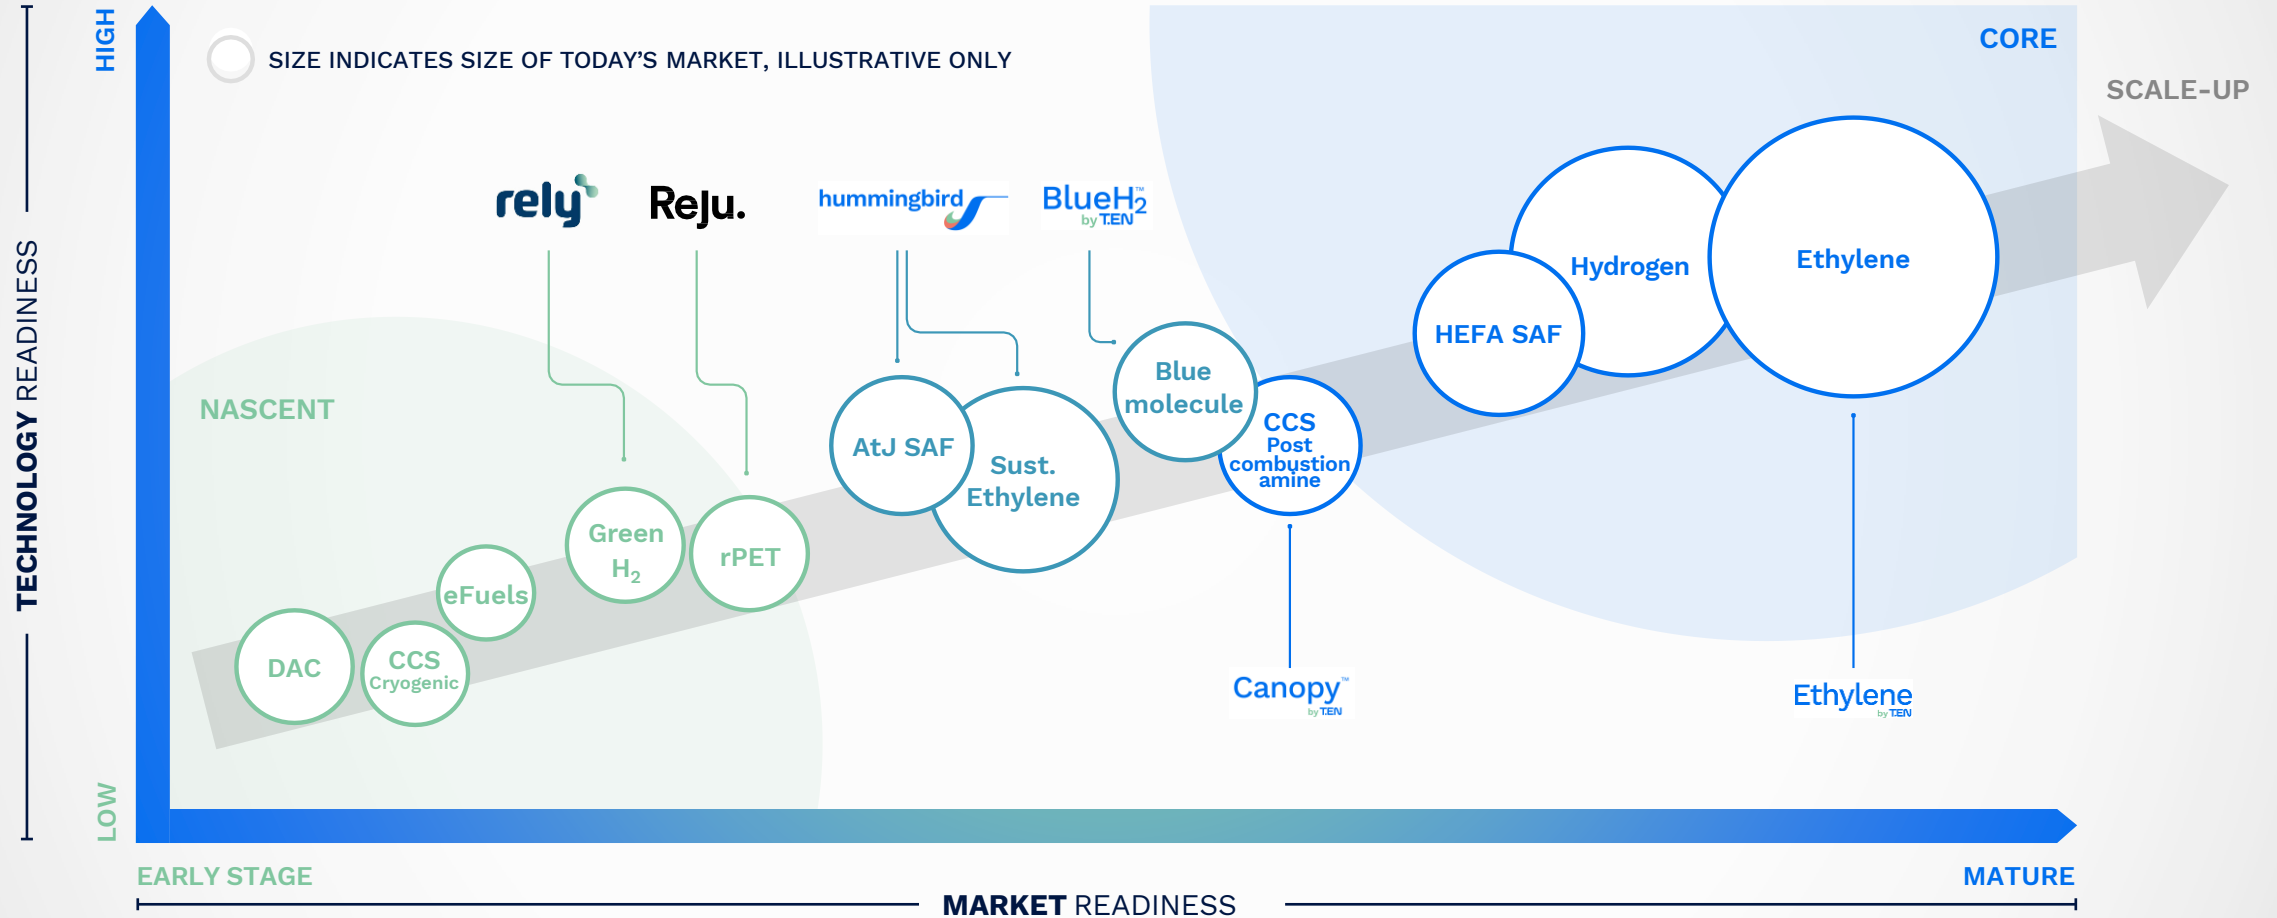 HIGH
SIZE INDICATES SIZE OF TODAY’S MARKET, ILLUSTRATIVE ONLY
CORE
SCALE-UP
rely
ReJu.
hummingbird
BlueH2™
by T.EN
Hydrogen
Ethylene
HEFA SAF
Blue
molecule
NASCENT
CCS
Post
combustion
amine
AtJ SAF
Sust.
Ethylene
Green
H2
rPET
eFuels
DAC
CCS
Cryogenic
Canopy™
by T.EN
Ethylene
by T.EN
TECHNOLOGY READINESS
LOW
EARLY STAGE
MATURE
MARKET READINESS